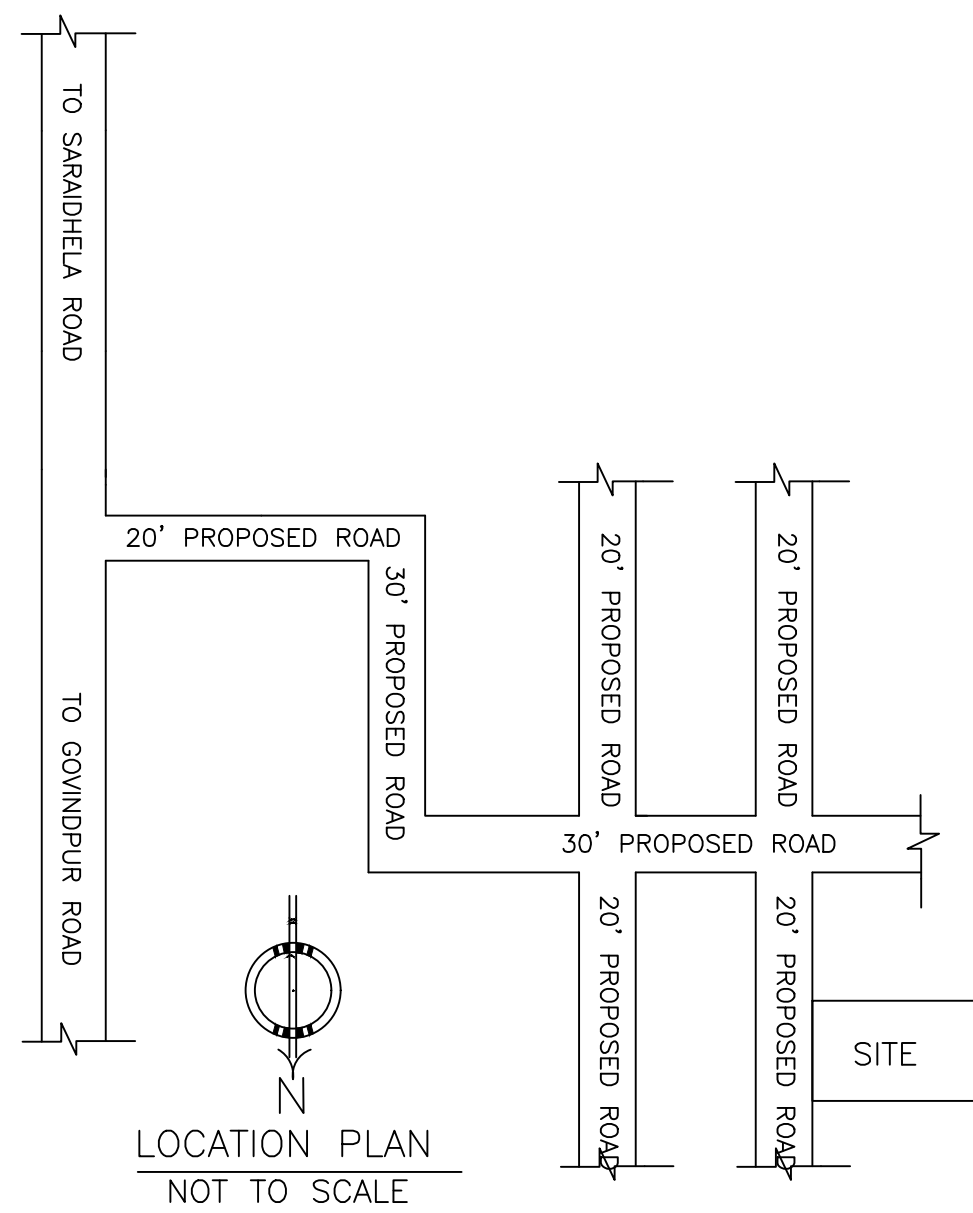 TO SARAIDHELA ROAD
20' PROPOSED ROAD
30' PROPOSED ROAD
20' PROPOSED ROAD
20' PROPOSED ROAD
TO GOVINDPUR ROAD
30' PROPOSED ROAD
20' PROPOSED ROAD
20' PROPOSED ROAD
SITE
N
LOCATION PLAN
NOT TO SCALE